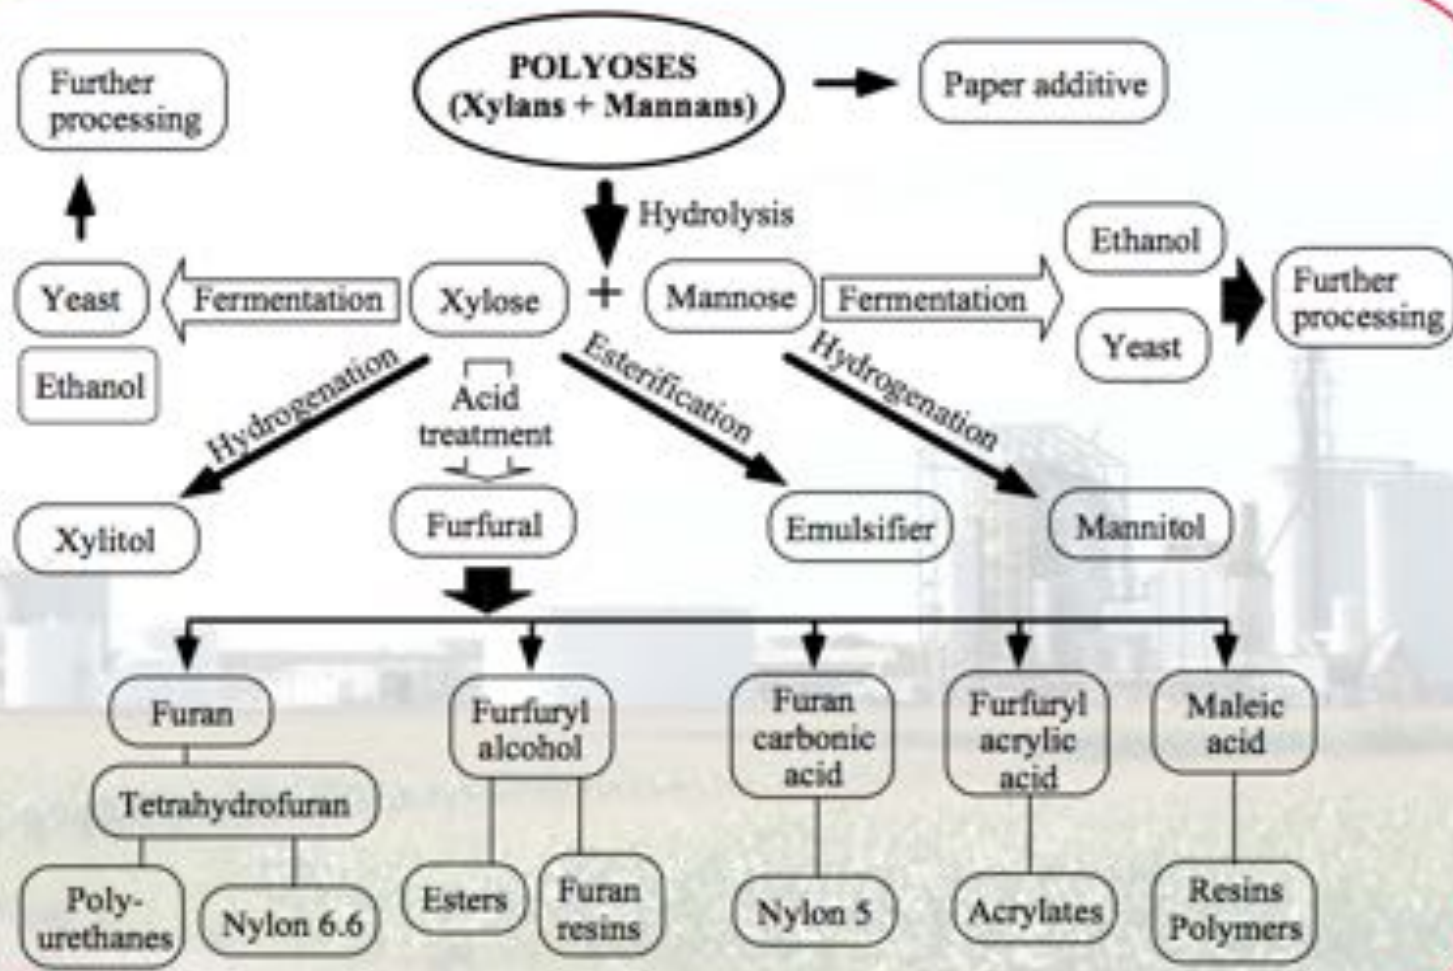 POLYOSES
(Xylans + Mannans)
Paper additive
Further
processing
Hydrolysis
Yeast
Ethanol
Fermentation
Xylose
+
Mannose
Fermentation
Ethanol
Yeast
Further
processing
Hydrogenation
Acid
treatment
Esterification
Hydrogenation
Xylitol
Furfural
Emulsifier
Mannitol
Furan
Furfuryl
alcohol
Furan
carbonic
acid
Furfuryl
acrylic
acid
Maleic
acid
Tetrahydrofuran
Poly-
urethanes
Nylon 6.6
Esters
Furan
resins
Nylon 5
Acrylates
Resins
Polymers